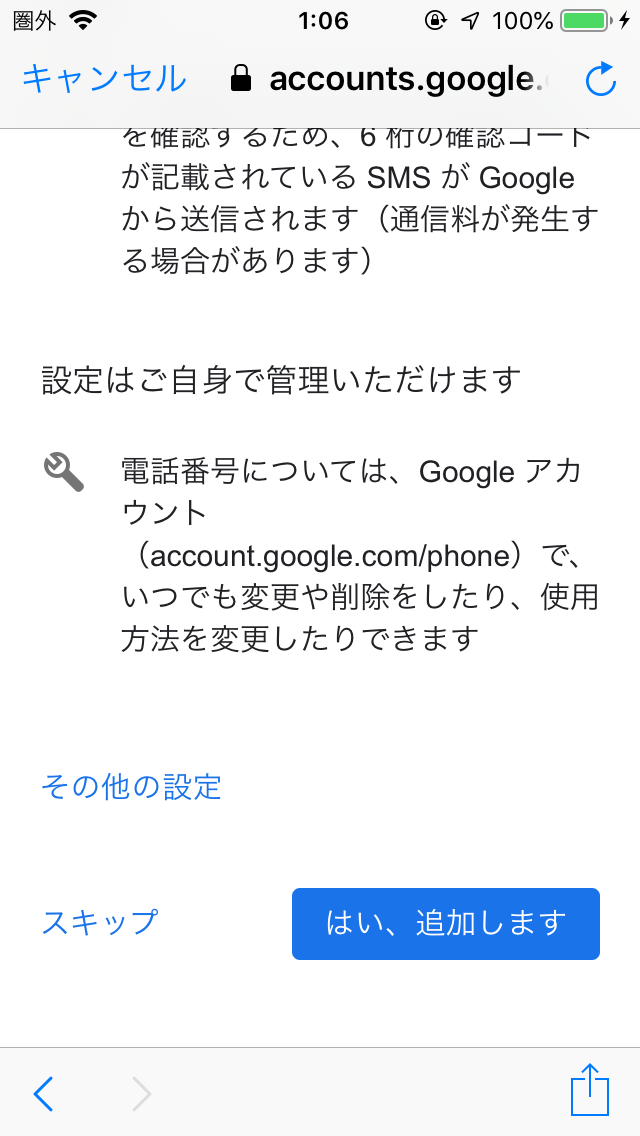 圏外 1:06 100%
キャンセル accounts.google.
を確認するため、6 桁の確認コード
が記載されている SMS が Google
から送信されます（通信料が発生す
る場合があります）
設定はご自身で管理いただけます
電話番号については、Google アカ
ウント
（account.google.com/phone）で、
いつでも変更や削除をしたり、使用
方法を変更したりできます
その他の設定
スキップ はい、追加します